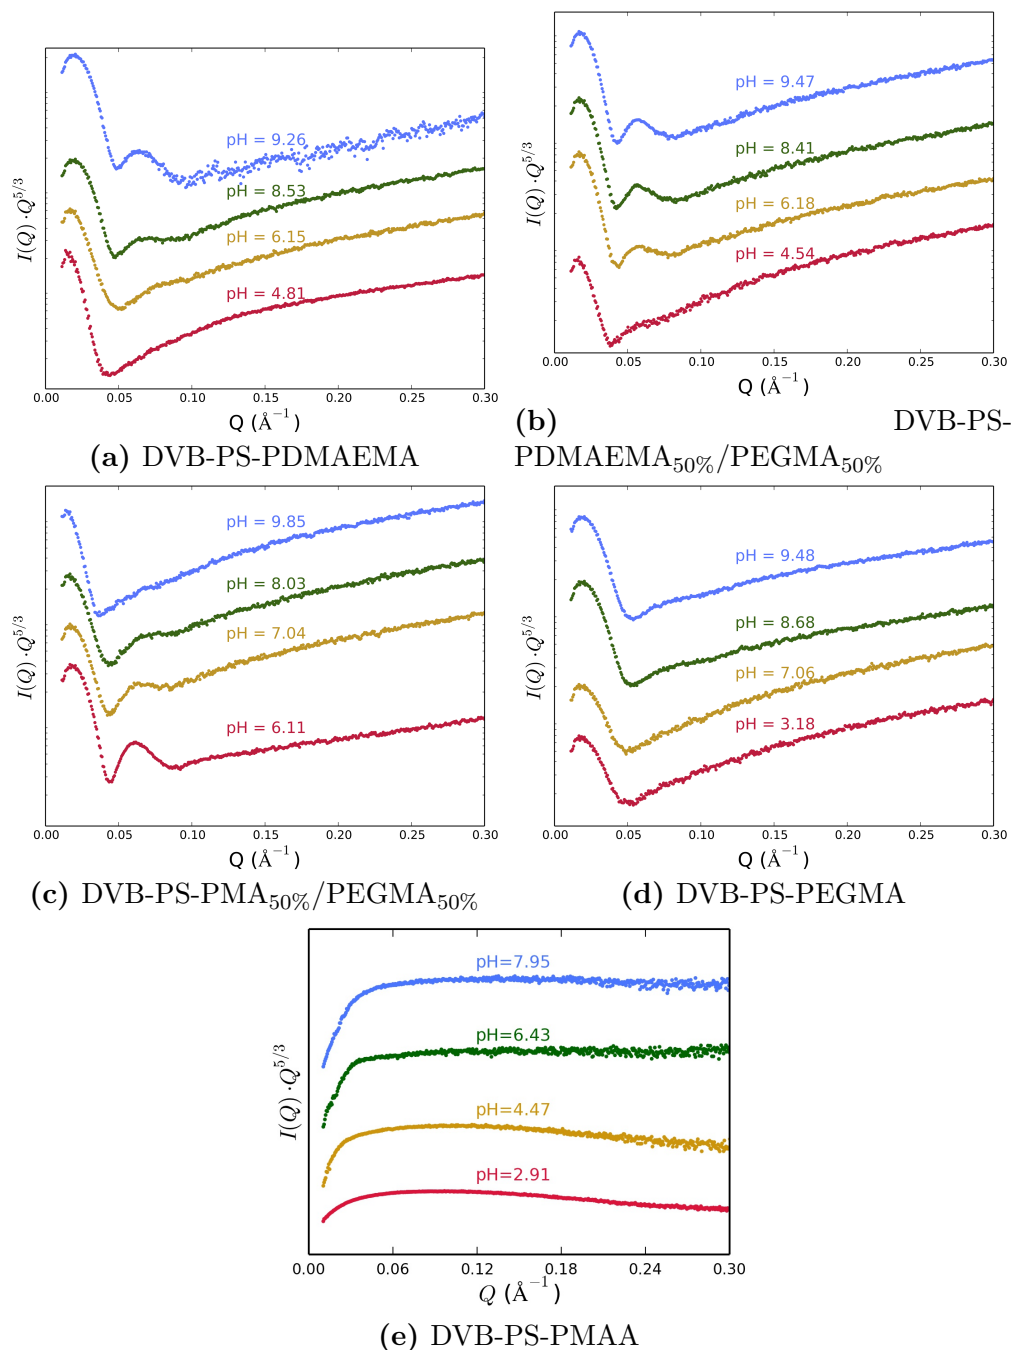 pH = 9.26
pH = 8.53
pH = 6.15
pH = 4.81
I(Q)·Q^{5/3}
0.00 0.05 0.10 0.15 0.20 0.25 0.30
Q (Å^{-1})
(a) DVB-PS-PDMAEMA
pH = 9.47
pH = 8.41
pH = 6.18
pH = 4.54
I(Q)·Q^{5/3}
0.00 0.05 0.10 0.15 0.20 0.25 0.30
Q (Å^{-1})
(b) DVB-PS-
PDMAEMA_{50%}/PEGMA_{50%}
pH = 9.85
pH = 8.03
pH = 7.04
pH = 6.11
I(Q)·Q^{5/3}
0.00 0.05 0.10 0.15 0.20 0.25 0.30
Q (Å^{-1})
(c) DVB-PS-PMA_{50%}/PEGMA_{50%}
pH = 9.48
pH = 8.68
pH = 7.06
pH = 3.18
I(Q)·Q^{5/3}
0.00 0.05 0.10 0.15 0.20 0.25 0.30
Q (Å^{-1})
(d) DVB-PS-PEGMA
pH=7.95
pH=6.43
pH=4.47
pH=2.91
I(Q)·Q^{5/3}
0.00 0.06 0.12 0.18 0.24 0.30
Q (Å^{-1})
(e) DVB-PS-PMAA